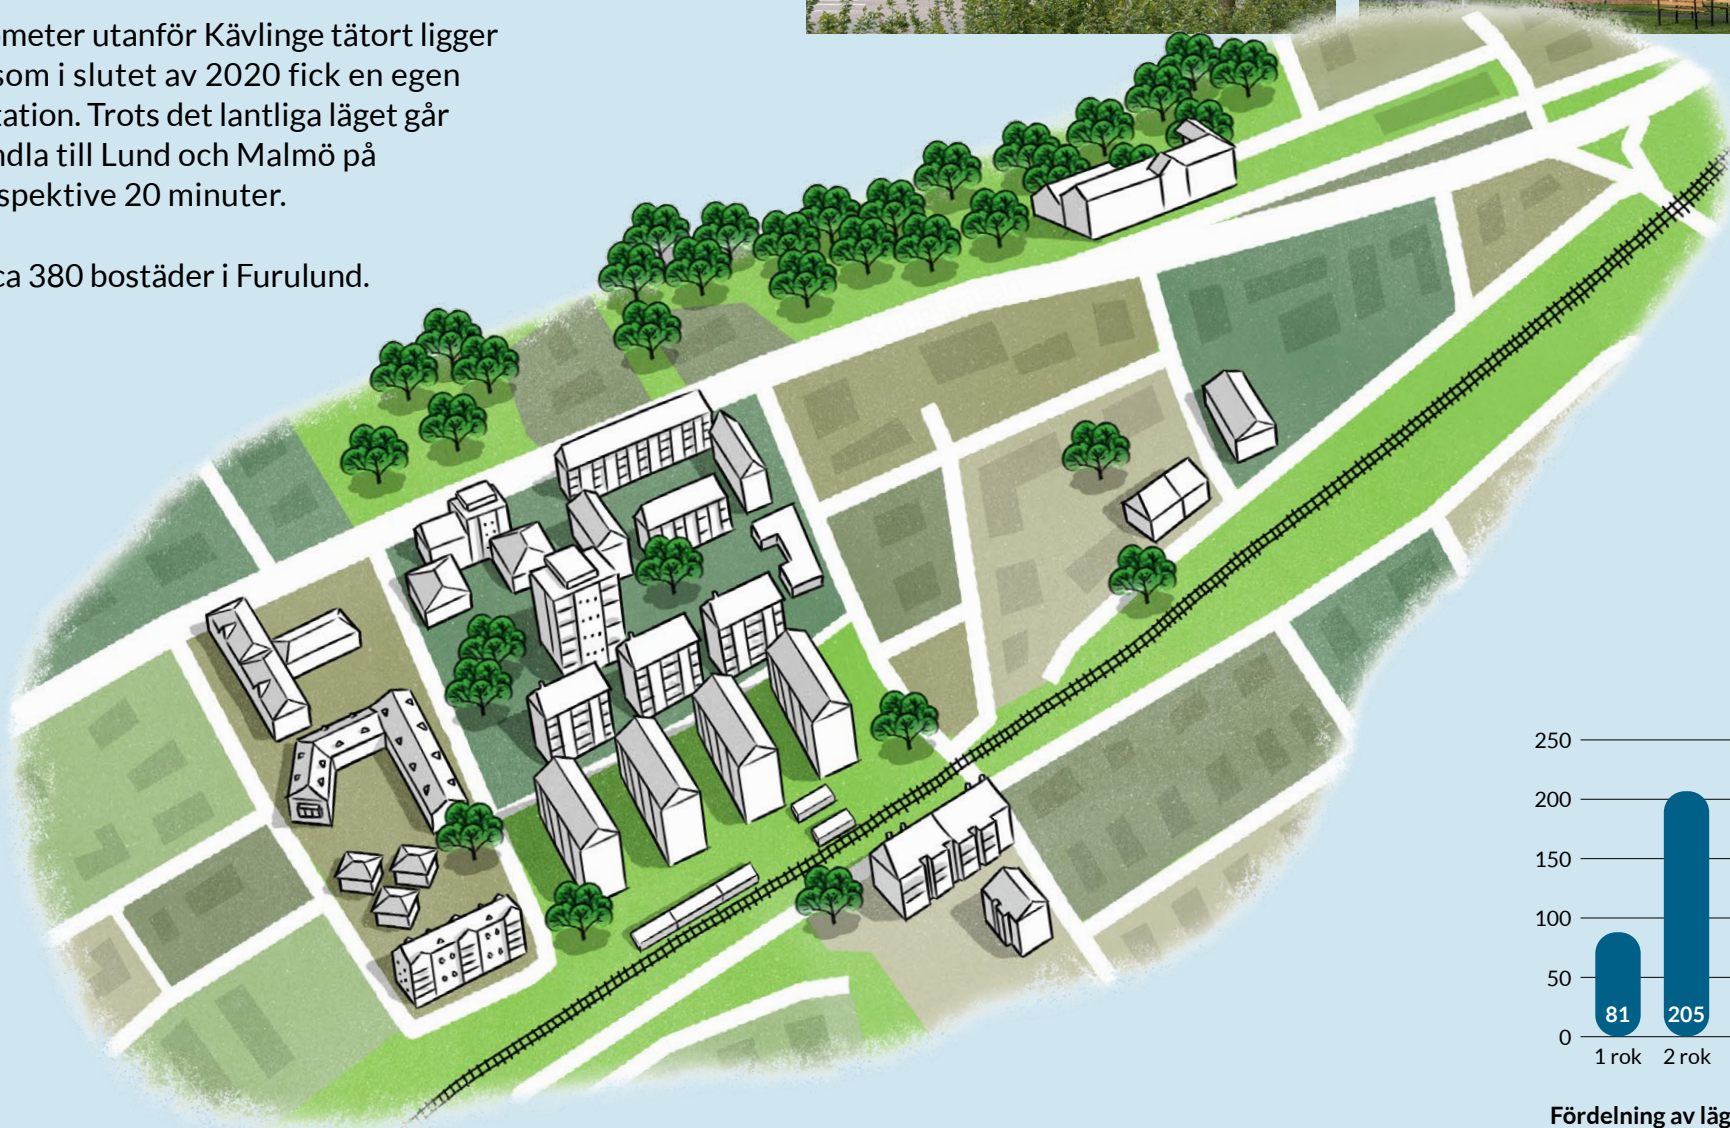 ometer utanför Kävlinge tätort ligger
som i slutet av 2020 fick en egen
tation. Trots det lantliga läget går
ndla till Lund och Malmö på
spektive 20 minuter.
ca 380 bostäder i Furulund.
250
200
150
100
50
0
81
205
1 rok
2 rok
Fördelning av läg